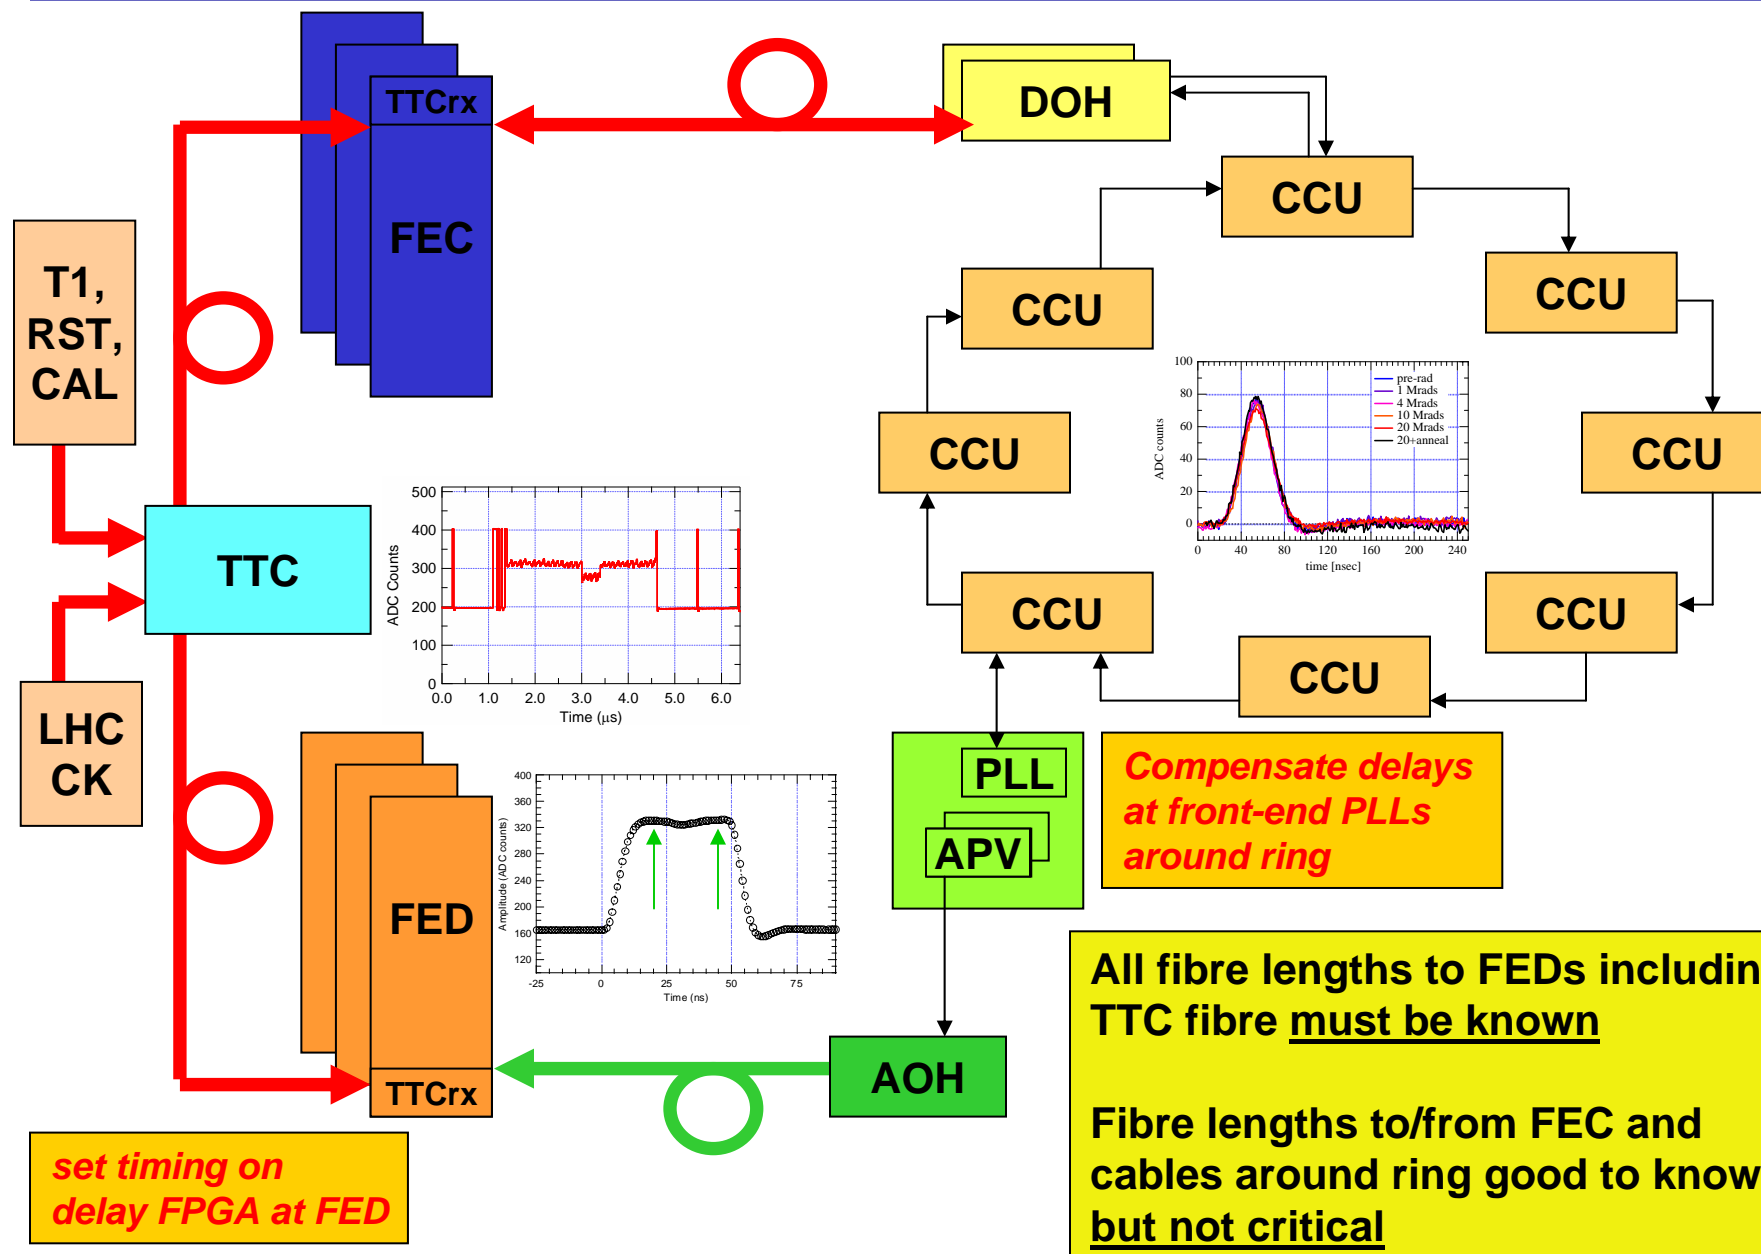 TTCrx
FEC
DOH
CCU
CCU
CCU
CCU
CCU
CCU
CCU
CCU
CCU
T1,
RST,
CAL
TTC
LHC
CK
500
400
300
200
100
0
ADC Counts
0.0 1.0 2.0 3.0 4.0 5.0 6.0
Time (μs)
100
80
60
40
20
0
ADC counts
pre-rad
1 Mrads
4 Mrads
10 Mrads
20 Mrads
20+anneal
0 40 80 120 160 200 240
time [nsec]
PLL
APV
Compensate delays
at front-end PLLs
around ring
FED
TTCrx
400
360
320
280
240
200
160
120
Amplitude (ADC counts)
-25 0 25 50 75
Time (ns)
AOH
set timing on
delay FPGA at FED
All fibre lengths to FEDs includin
TTC fibre must be known
Fibre lengths to/from FEC and
cables around ring good to know
but not critical